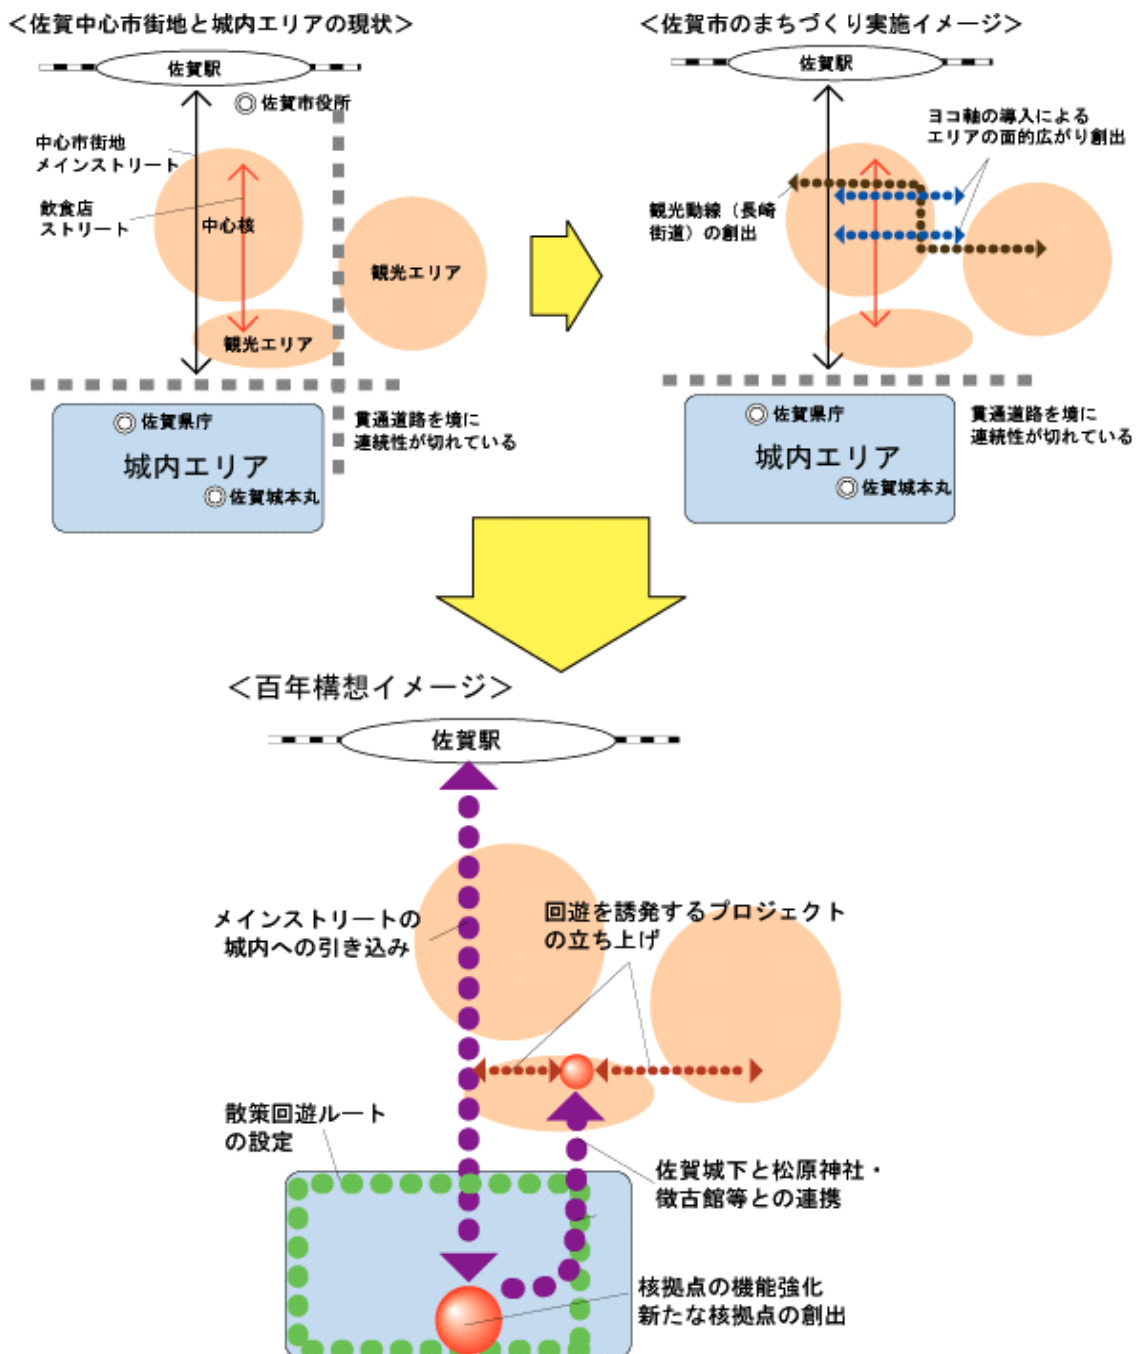 ＜佐賀中心市街地と城内エリアの現状＞
佐賀駅
佐賀市役所
中心市街地
メインストリート
飲食店
ストリート
中心核
観光エリア
観光エリア
佐賀県庁
城内エリア
佐賀城本丸
貫通道路を境に
連続性が切れている
＜佐賀市のまちづくり実施イメージ＞
佐賀駅
ヨコ軸の導入による
エリアの面的広がり創出
観光動線（長崎
街道）の創出
佐賀県庁
城内エリア
佐賀城本丸
貫通道路を境に
連続性が切れている
＜百年構想イメージ＞
佐賀駅
メインストリートの
城内への引き込み
回遊を誘発するプロジェクト
の立ち上げ
散策回遊ルート
の設定
佐賀城下と松原神社・
徴古館等との連携
核拠点の機能強化
新たな核拠点の創出